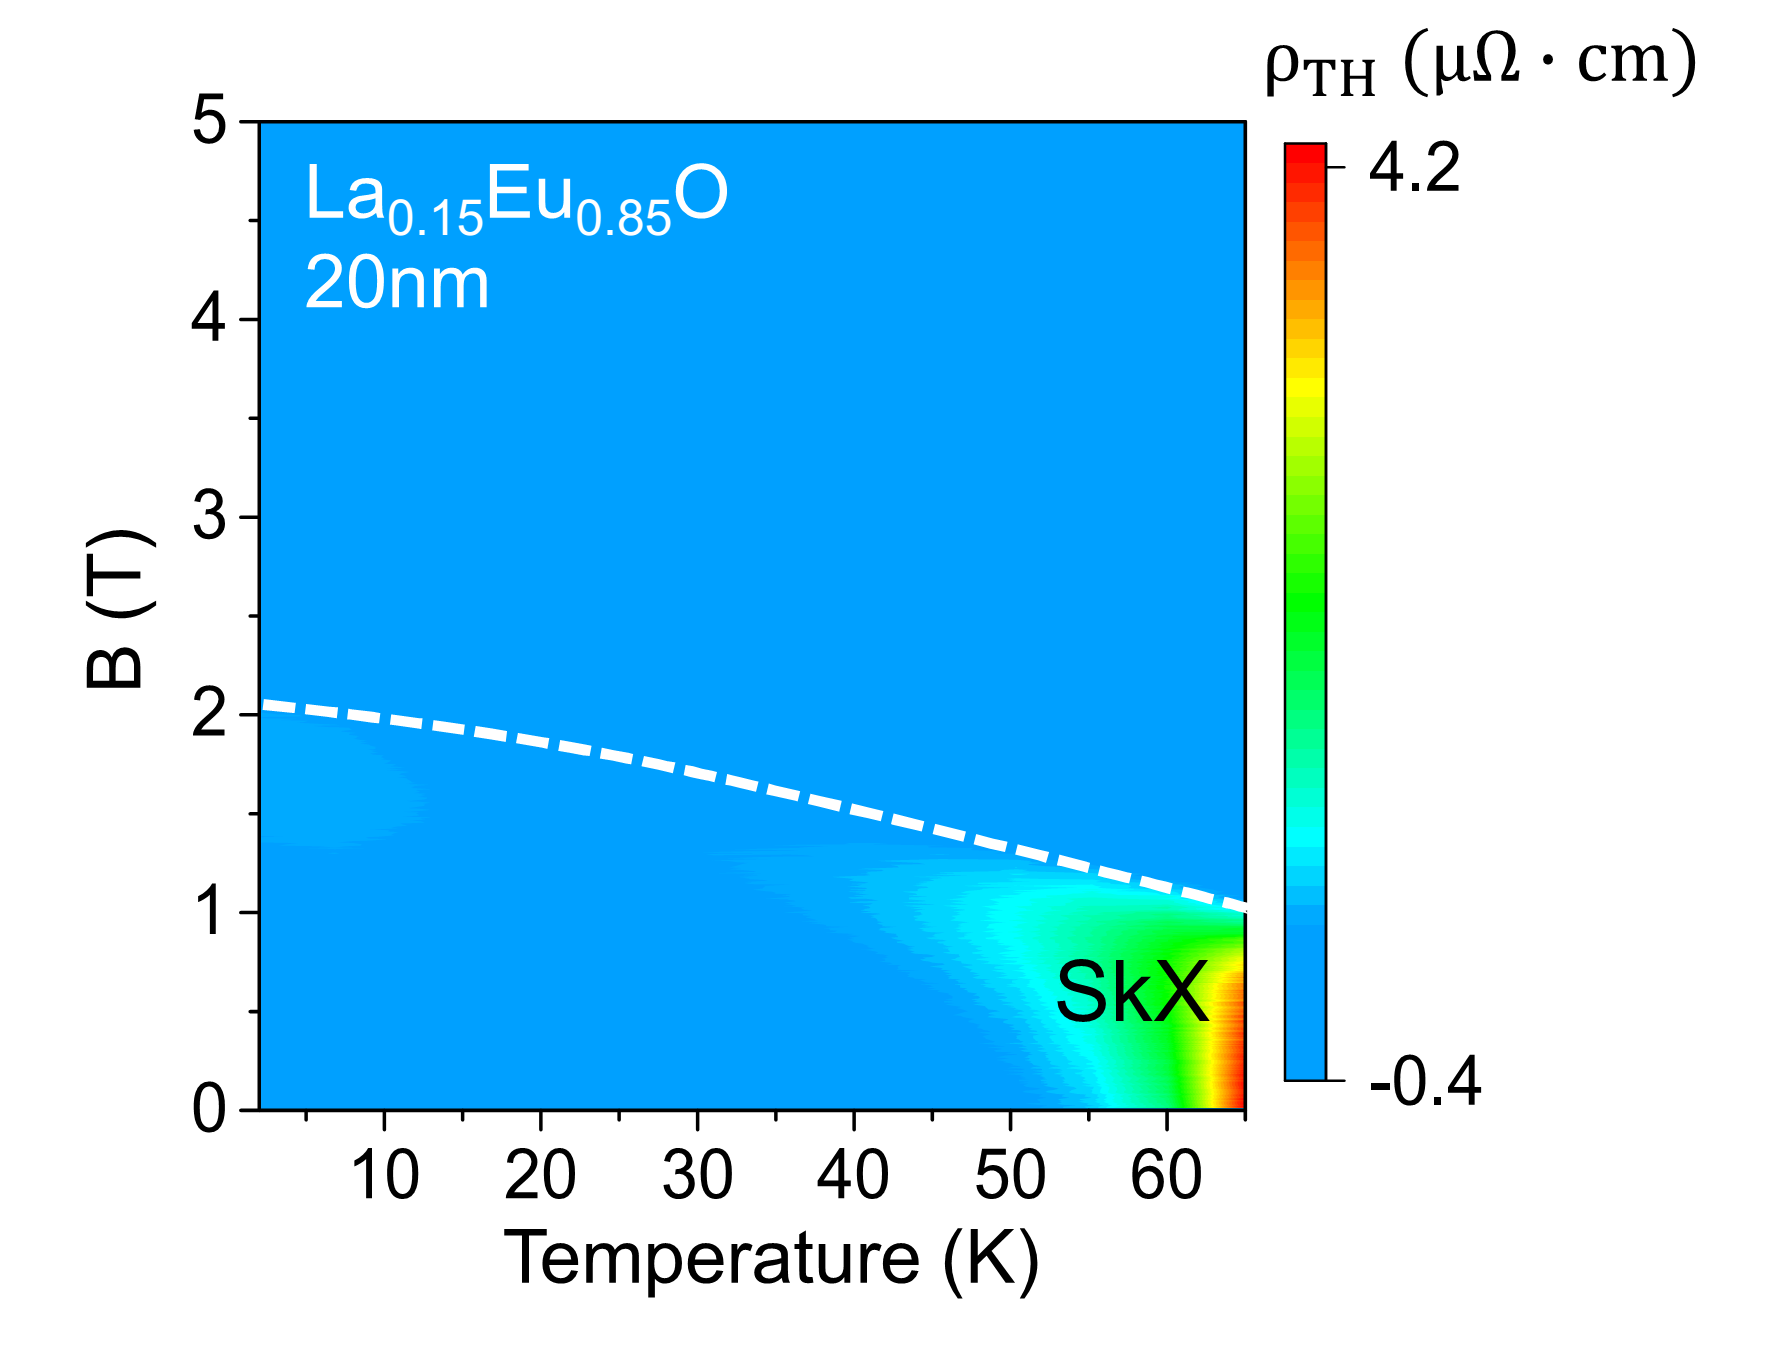 ρTH (μΩ · cm)
La0.15Eu0.85O
20nm
5
4
3
2
1
0
B (T)
SkX
10 20 30 40 50 60
Temperature (K)
4.2
-0.4